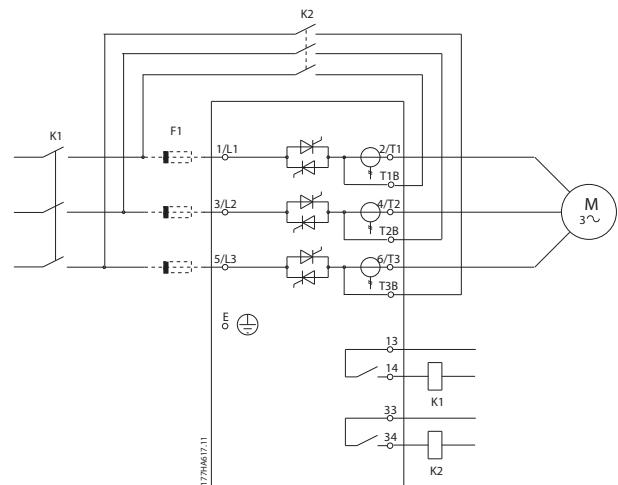 K2
K1
F1
1/L1
2/T1
T1B
3/L2
4/T2
T2B
M
3~
5/L3
6/T3
T3B
E
13
14
K1
33
34
K2
177HA617.11